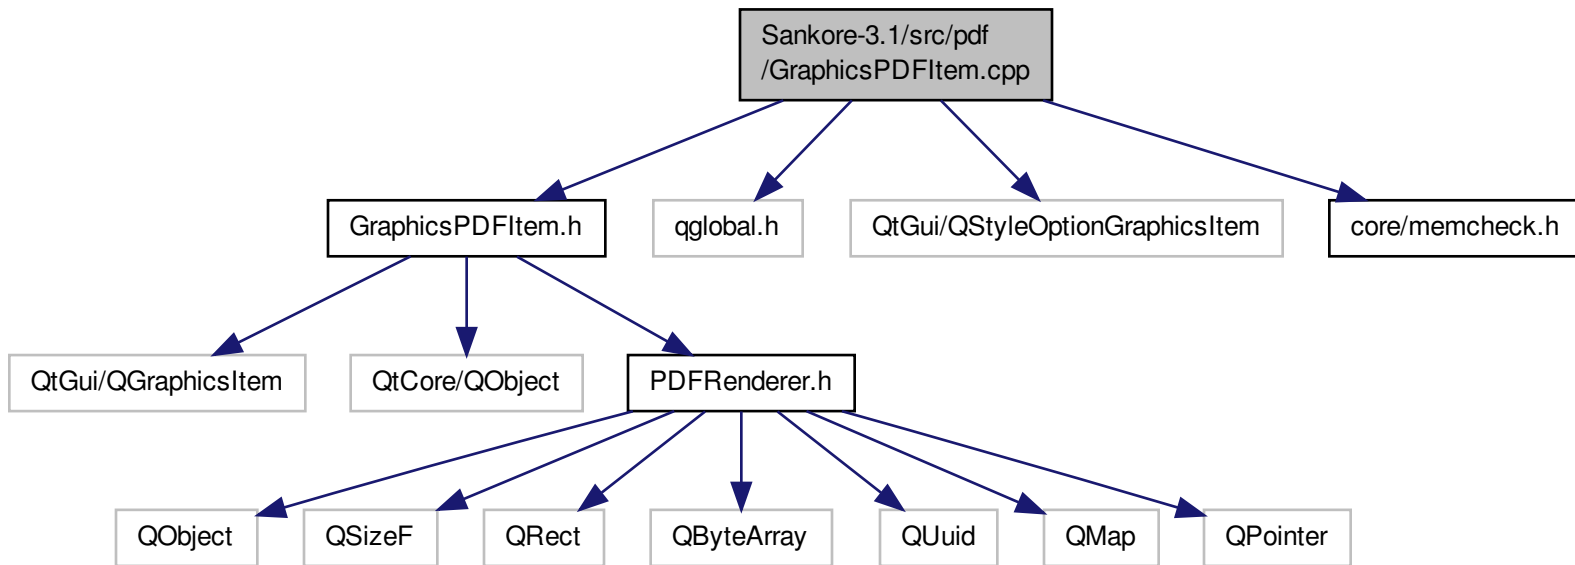 Sankore-3.1/src/pdf
/GraphicsPDFItem.cpp
GraphicsPDFItem.h
qglobal.h
QtGui/QStyleOptionGraphicsItem
core/memcheck.h
QtGui/QGraphicsItem
QtCore/QObject
PDFRenderer.h
QObject
QSizeF
QRect
QByteArray
QUuid
QMap
QPointer